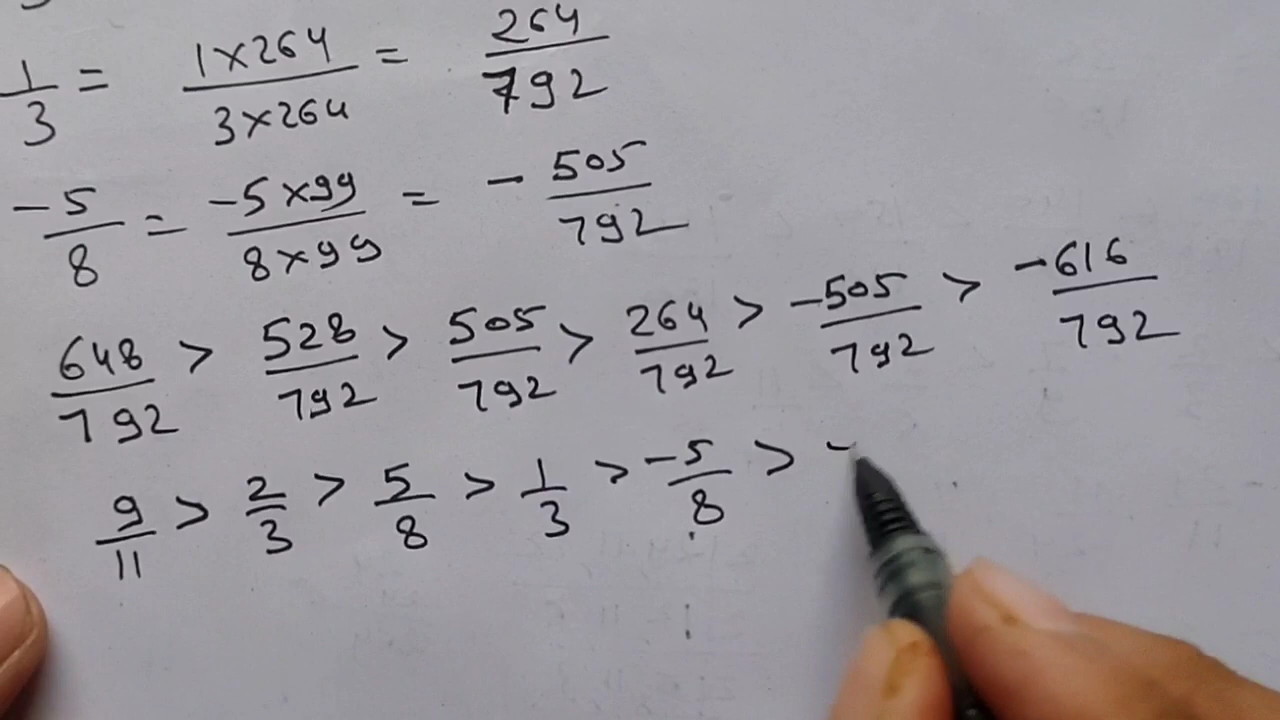 1/3 = 1×264/3×264 = 264/792
-5/8 = -5×99/8×99 = -505/792
648/792 > 528/792 > 505/792 > 264/792 > -505/792 > -616/792
9/11 > 2/3 > 5/8 > 1/3 > -5/8 > -